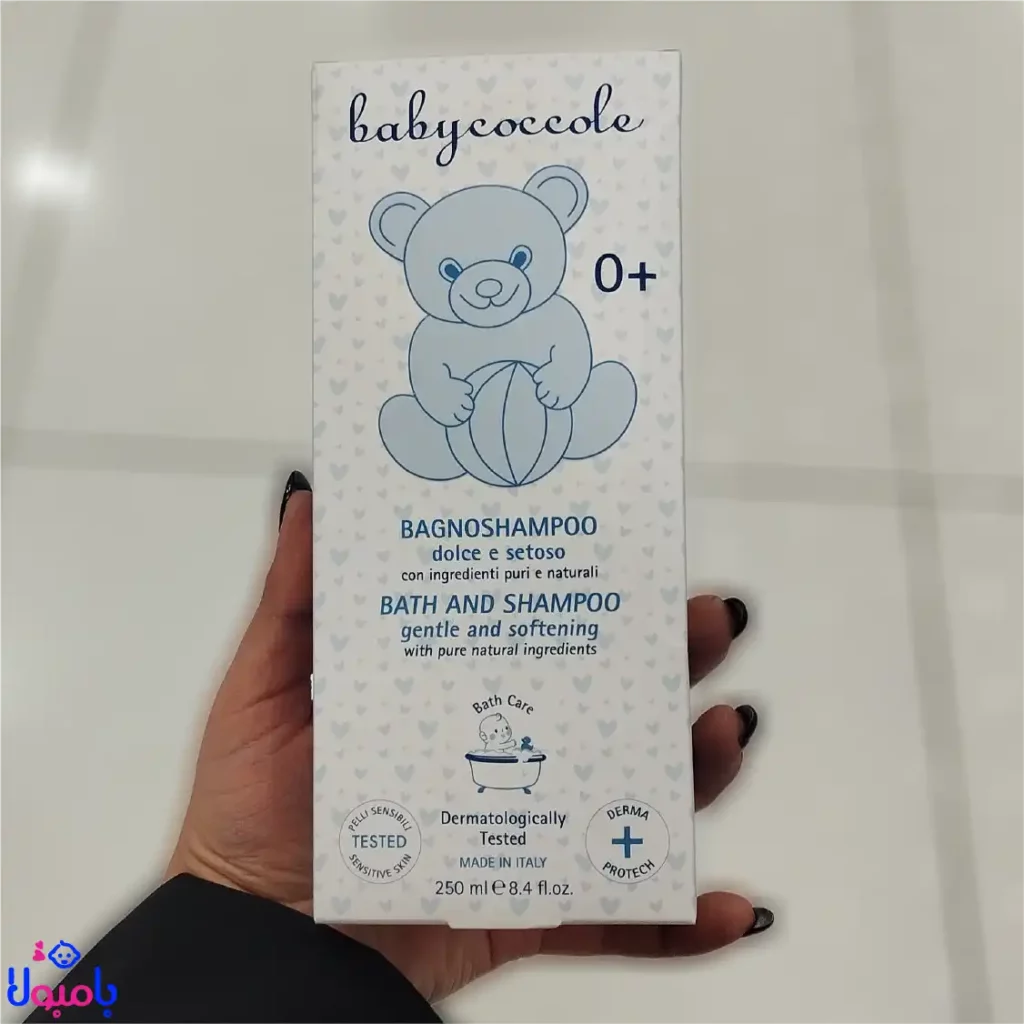 babycoccole
0+
BAGNOSHAMPOO
dolce e setoso
con ingredienti puri e naturali
BATH AND SHAMPOO
gentle and softening
with pure natural ingredients
Bath Care
PELLI SENSIBILI
TESTED
SENSITIVE SKIN
Dermatologically
Tested
MADE IN ITALY
250 ml ℮ 8.4 fl.oz.
DERMA
PROTECH
بامبولا